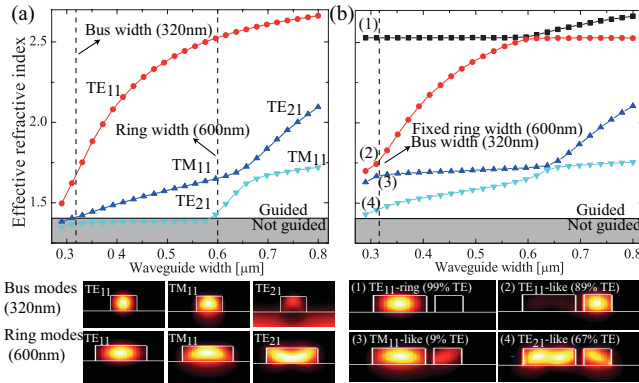 (a)
Effective refractive index
2.5
2.0
1.5
Bus width (320nm)
TE11
TE21
Ring width (600nm)
TM11
TM11
TE21
Guided
Not guided
0.3 0.4 0.5 0.6 0.7 0.8
Waveguide width [μm]
(b)
(1)
Fixed ring width (600nm)
Bus width (320nm)
(2)
(3)
(4)
Guided
Not guided
0.3 0.4 0.5 0.6 0.7 0.8
Waveguide width [μm]
Bus modes
(320nm)
TE11 TM11 TE21
Ring modes
(600nm)
TE11 TM11 TE21
(1) TE11-ring (99% TE) (2) TE11-like (89% TE)
(3) TM11-like (9% TE) (4) TE21-like (67% TE)